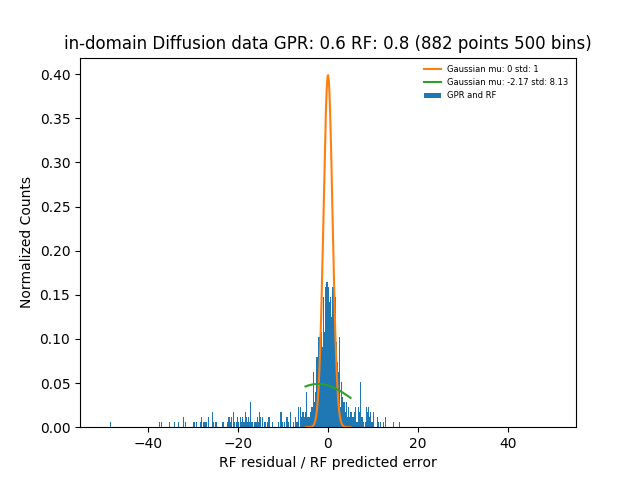 in-domain Diffusion data GPR: 0.6 RF: 0.8 (882 points 500 bins)
Normalized Counts
0.40
0.35
0.30
0.25
0.20
0.15
0.10
0.05
0.00
Gaussian mu: 0 std: 1
Gaussian mu: -2.17 std: 8.13
GPR and RF
−40
−20
0
20
40
RF residual / RF predicted error